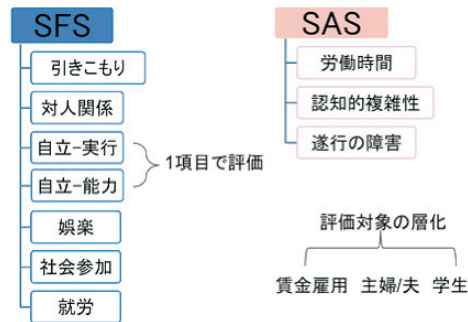 SFS
引きこもり
対人関係
自立-実行
自立-能力
1項目で評価
娯楽
社会参加
就労
SAS
労働時間
認知的複雑性
遂行の障害
評価対象の層化
賃金雇用 主婦/夫 学生